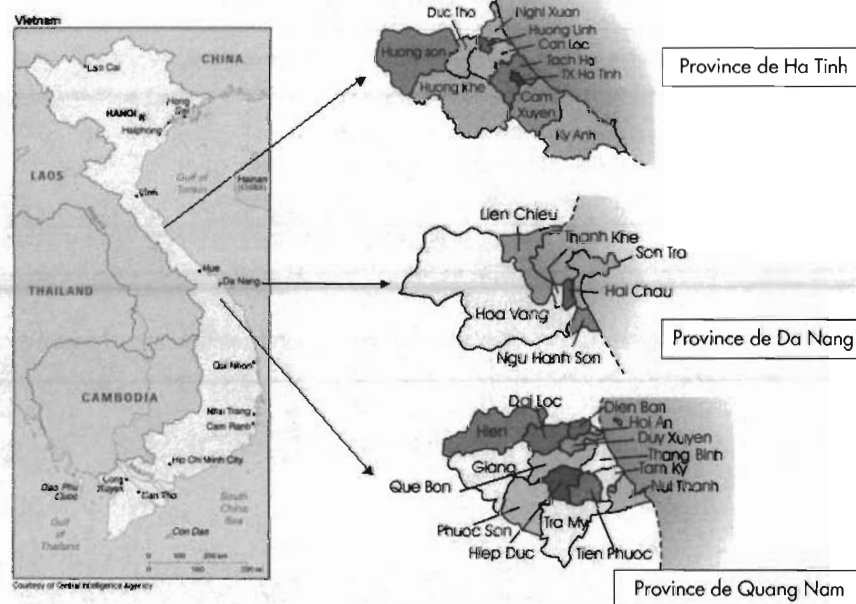 Vietnam
CHINA
Lao Cai
HANOI
Hong
Gai
Haiphong
LAOS
Gulf of
Tonkin
Hainan
Vinh
Hue
Da Nang
THAILAND
Qui Nhon
CAMBODIA
Nha Trang
Cam Ranh
Ho Chi Minh City
Long
Xuyen
Can Tho
Dao Phu
Quoc
South
China
Sea
Gulf
of
Thailand
Con Dao
Courtesy of Central Intelligence Agency
Duc Tho
Nghi Xuan
Huong Linh
Can Loc
Huong son
Tach Ha
TX Ha Tinh
Huong Khe
Cam
Xuyen
Ky Anh
Province de Ha Tinh
Lien Chieu
Thanh Khe
Son Tra
Hai Chau
Hoa Vang
Ngu Hanh Son
Province de Da Nang
Dai Loc
Dien Ban
Hoi An
Hien
Duy Xuyen
Thang Binh
Giang
Tam Ky
Que Bon
Nui Thanh
Phuoc Son
Tra My
Hiep Duc
Tien Phuoc
Province de Quang Nam